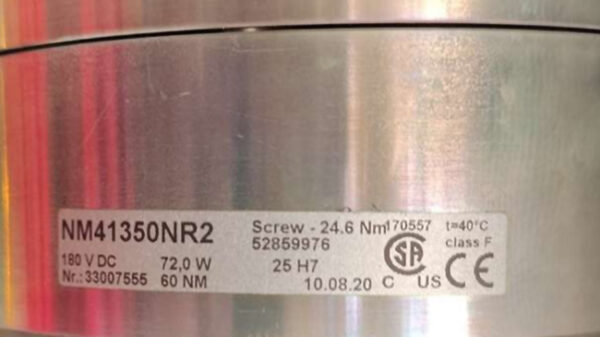 NM41350NR2
180 V DC 72,0 W
Nr.: 33007555 60 NM
Screw - 24.6 Nm
52859976
25 H7
10.08.20
170557
SA
C US
t=40°C
class F
CE